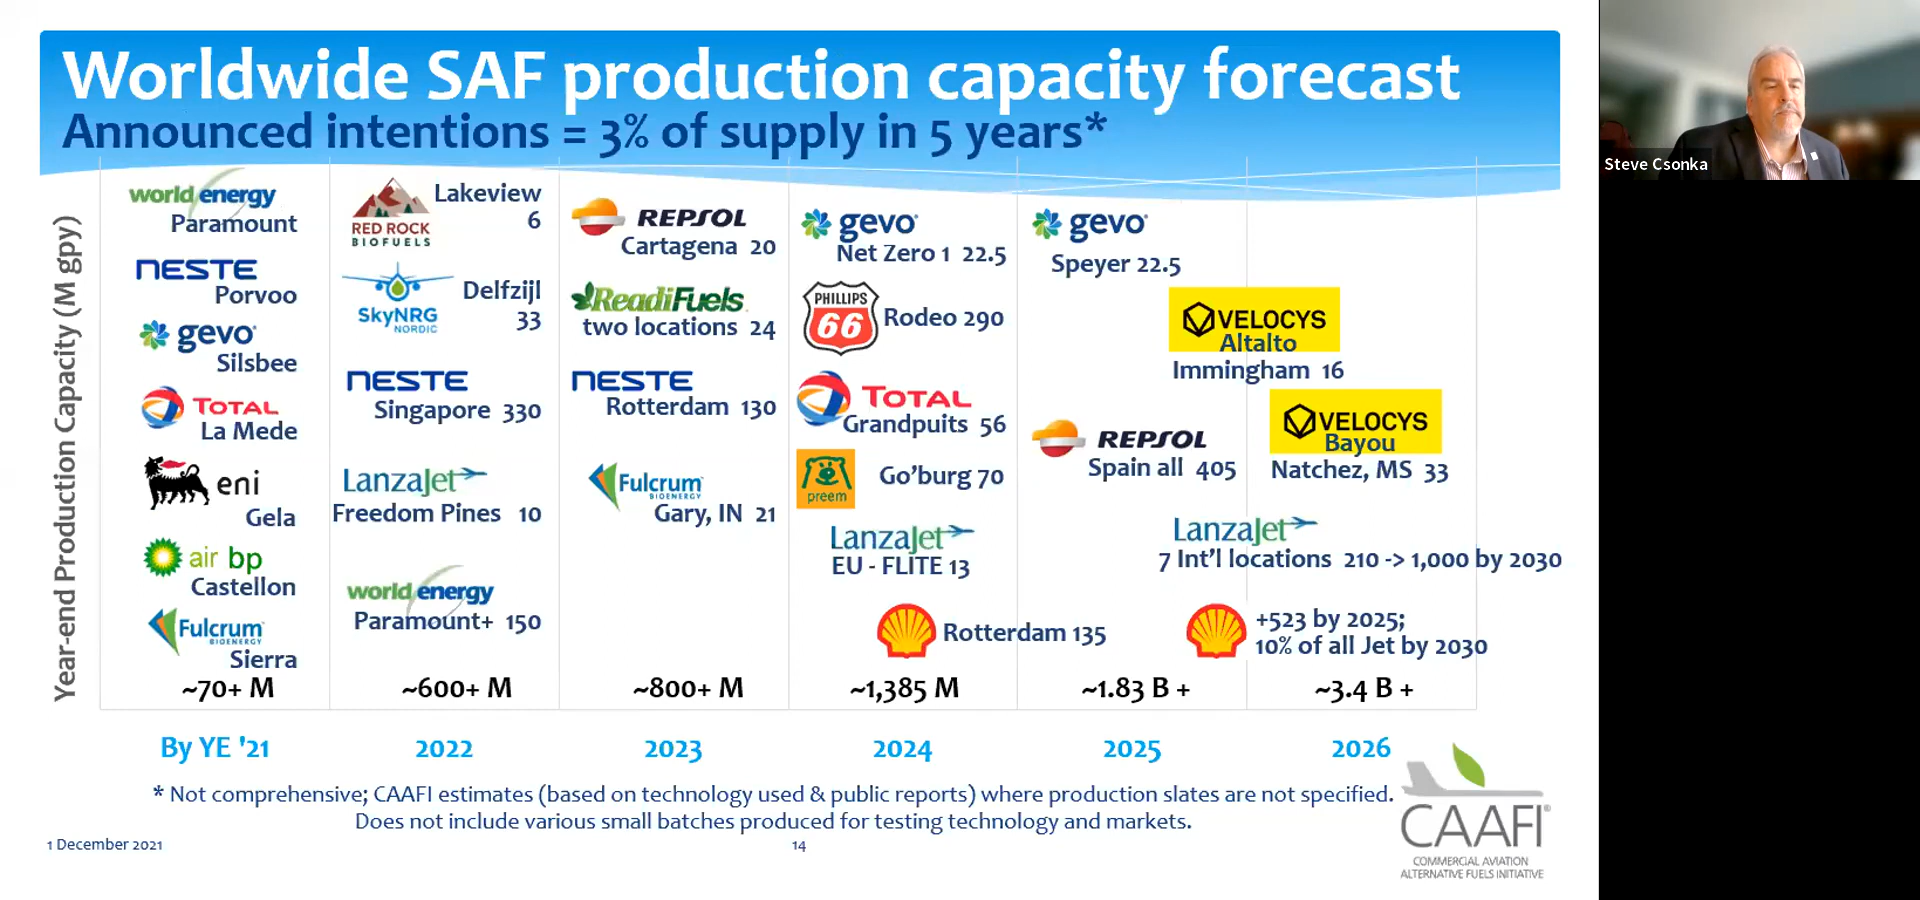 Worldwide SAF production capacity forecast
Announced intentions = 3% of supply in 5 years*
Steve Csonka
Year-end Production Capacity (M gpy)
world energy
Paramount
NESTE
Porvoo
gevo
Silsbee
TOTAL
La Mede
eni
Gela
air bp
Castellon
Fulcrum
BIOENERGY
Sierra
~70+ M
By YE '21
RED ROCK
BIOFUELS
Lakeview
6
SkyNRG
NORDIC
Delfzijl
33
NESTE
Singapore 330
LanzaJet
Freedom Pines 10
world energy
Paramount+ 150
~600+ M
2022
REPSOL
Cartagena 20
ReadiFuels
two locations 24
NESTE
Rotterdam 130
Fulcrum
BIOENERGY
Gary, IN 21
~800+ M
2023
gevo
Net Zero 1 22.5
PHILLIPS
66
Rodeo 290
TOTAL
Grandpuits 56
preem
Go'burg 70
LanzaJet
EU - FLITE 13
Rotterdam 135
~1,385 M
2024
gevo
Speyer 22.5
VELOCYS
Altalto
Immingham 16
REPSOL
Spain all 405
~1.83 B +
2025
VELOCYS
Bayou
Natchez, MS 33
LanzaJet
7 Int'l locations 210 -> 1,000 by 2030
+523 by 2025;
10% of all Jet by 2030
~3.4 B +
2026
* Not comprehensive; CAAFI estimates (based on technology used & public reports) where production slates are not specified.
Does not include various small batches produced for testing technology and markets.
1 December 2021
14
CAAFI®
COMMERCIAL AVIATION
ALTERNATIVE FUELS INITIATIVE